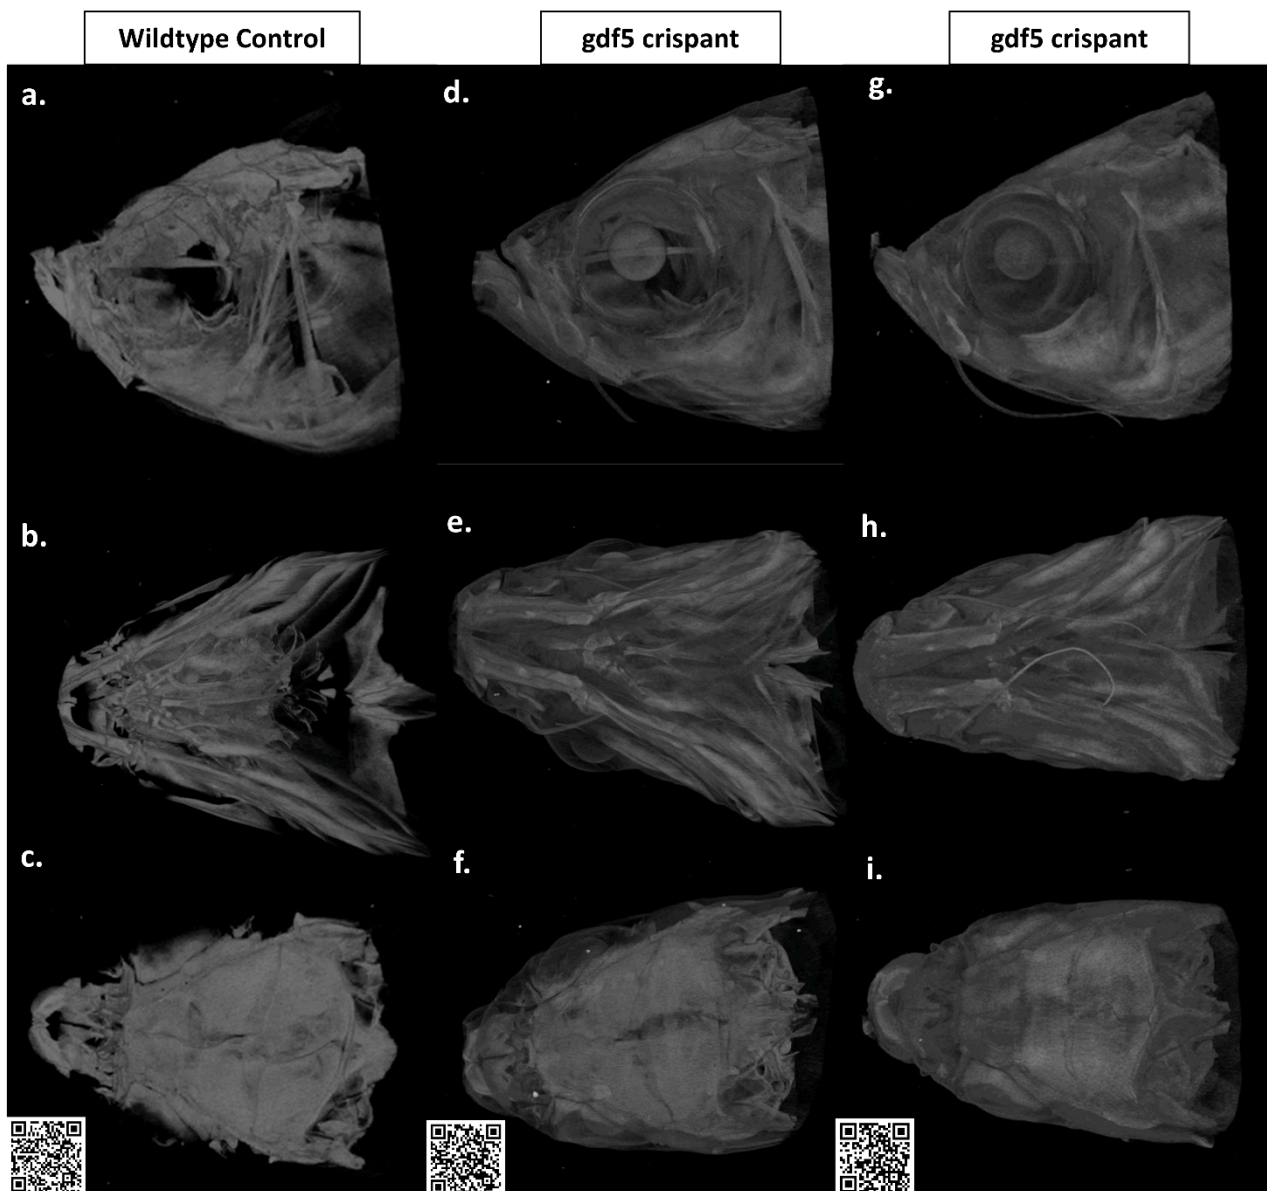 Wildtype Control
gdf5 crispant
gdf5 crispant
a.
d.
g.
b.
e.
h.
c.
f.
i.